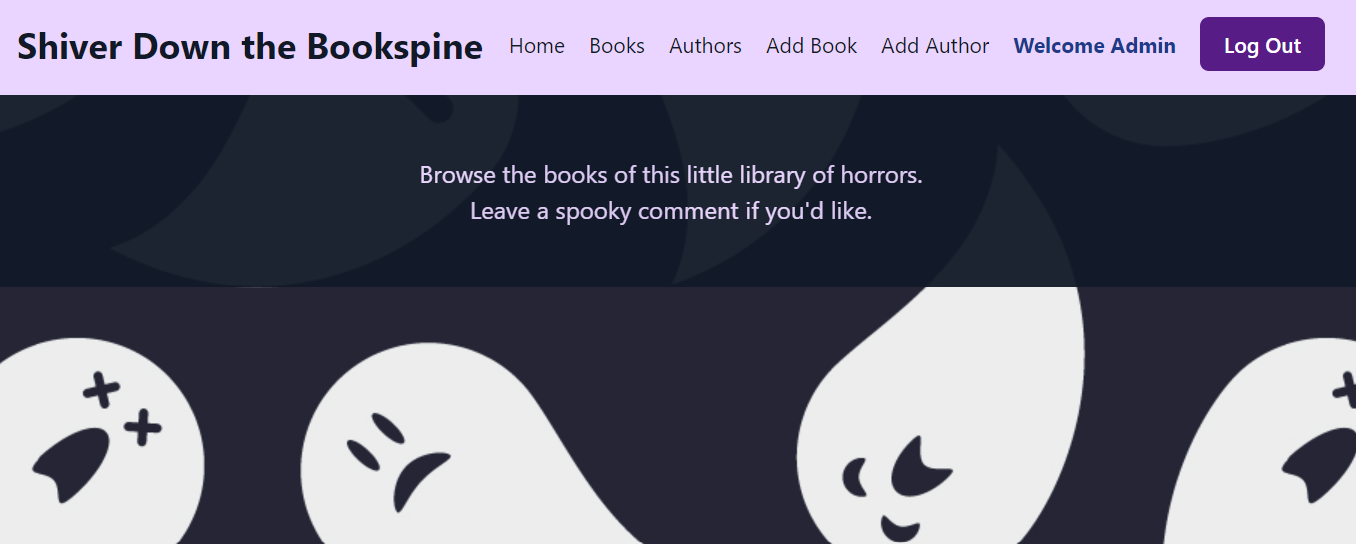 Shiver Down the Bookspine Home Books Authors Add Book Add Author Welcome Admin Log Out
Browse the books of this little library of horrors.
Leave a spooky comment if you'd like.